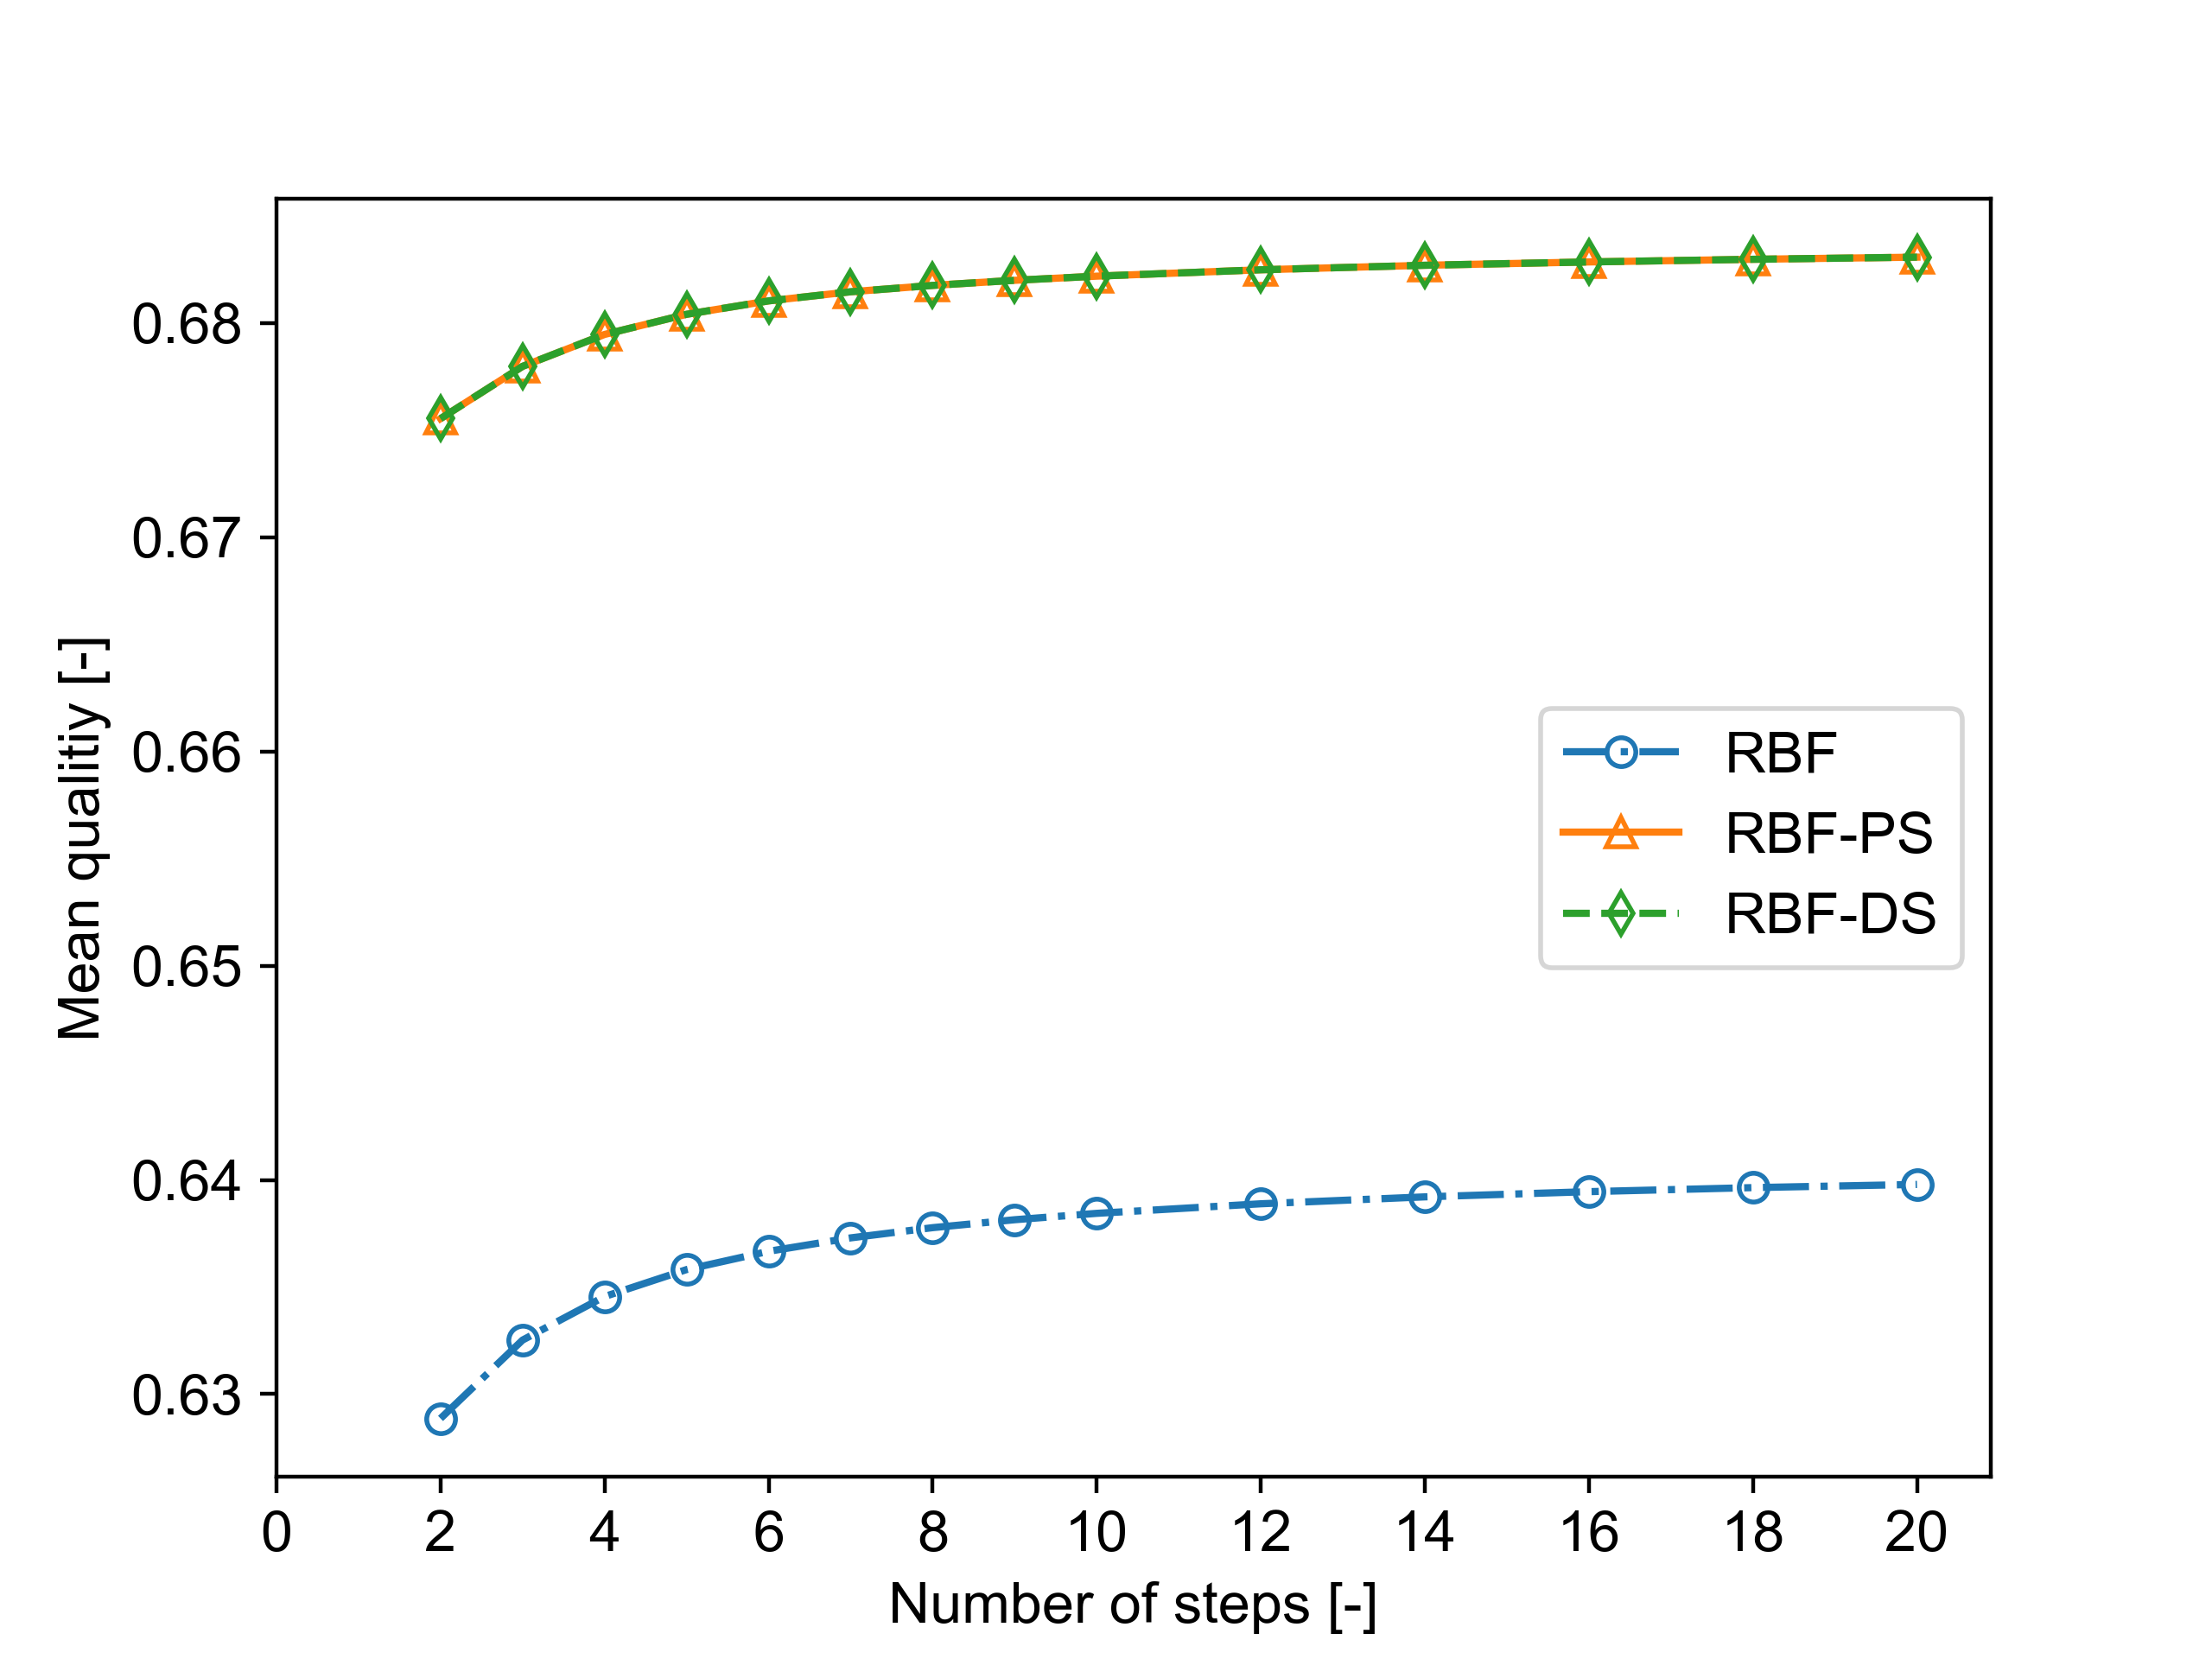 0.68
0.67
0.66
0.65
0.64
0.63
Mean qualitiy [-]
RBF
RBF-PS
RBF-DS
0 2 4 6 8 10 12 14 16 18 20
Number of steps [-]